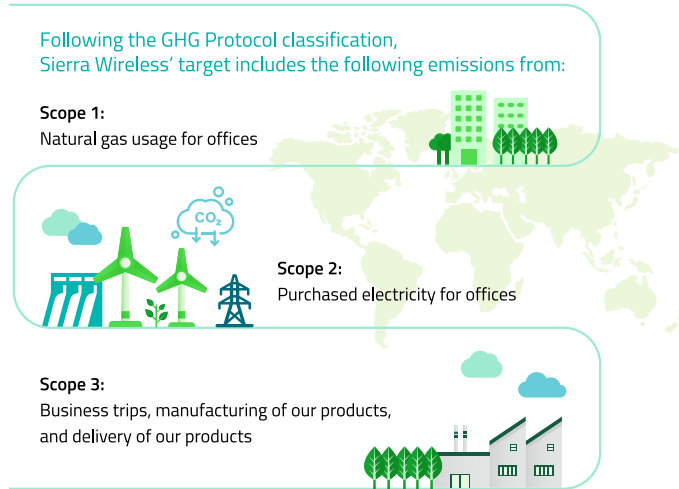 Following the GHG Protocol classification,
Sierra Wireless’ target includes the following emissions from:
Scope 1:
Natural gas usage for offices
CO₂
Scope 2:
Purchased electricity for offices
Scope 3:
Business trips, manufacturing of our products,
and delivery of our products